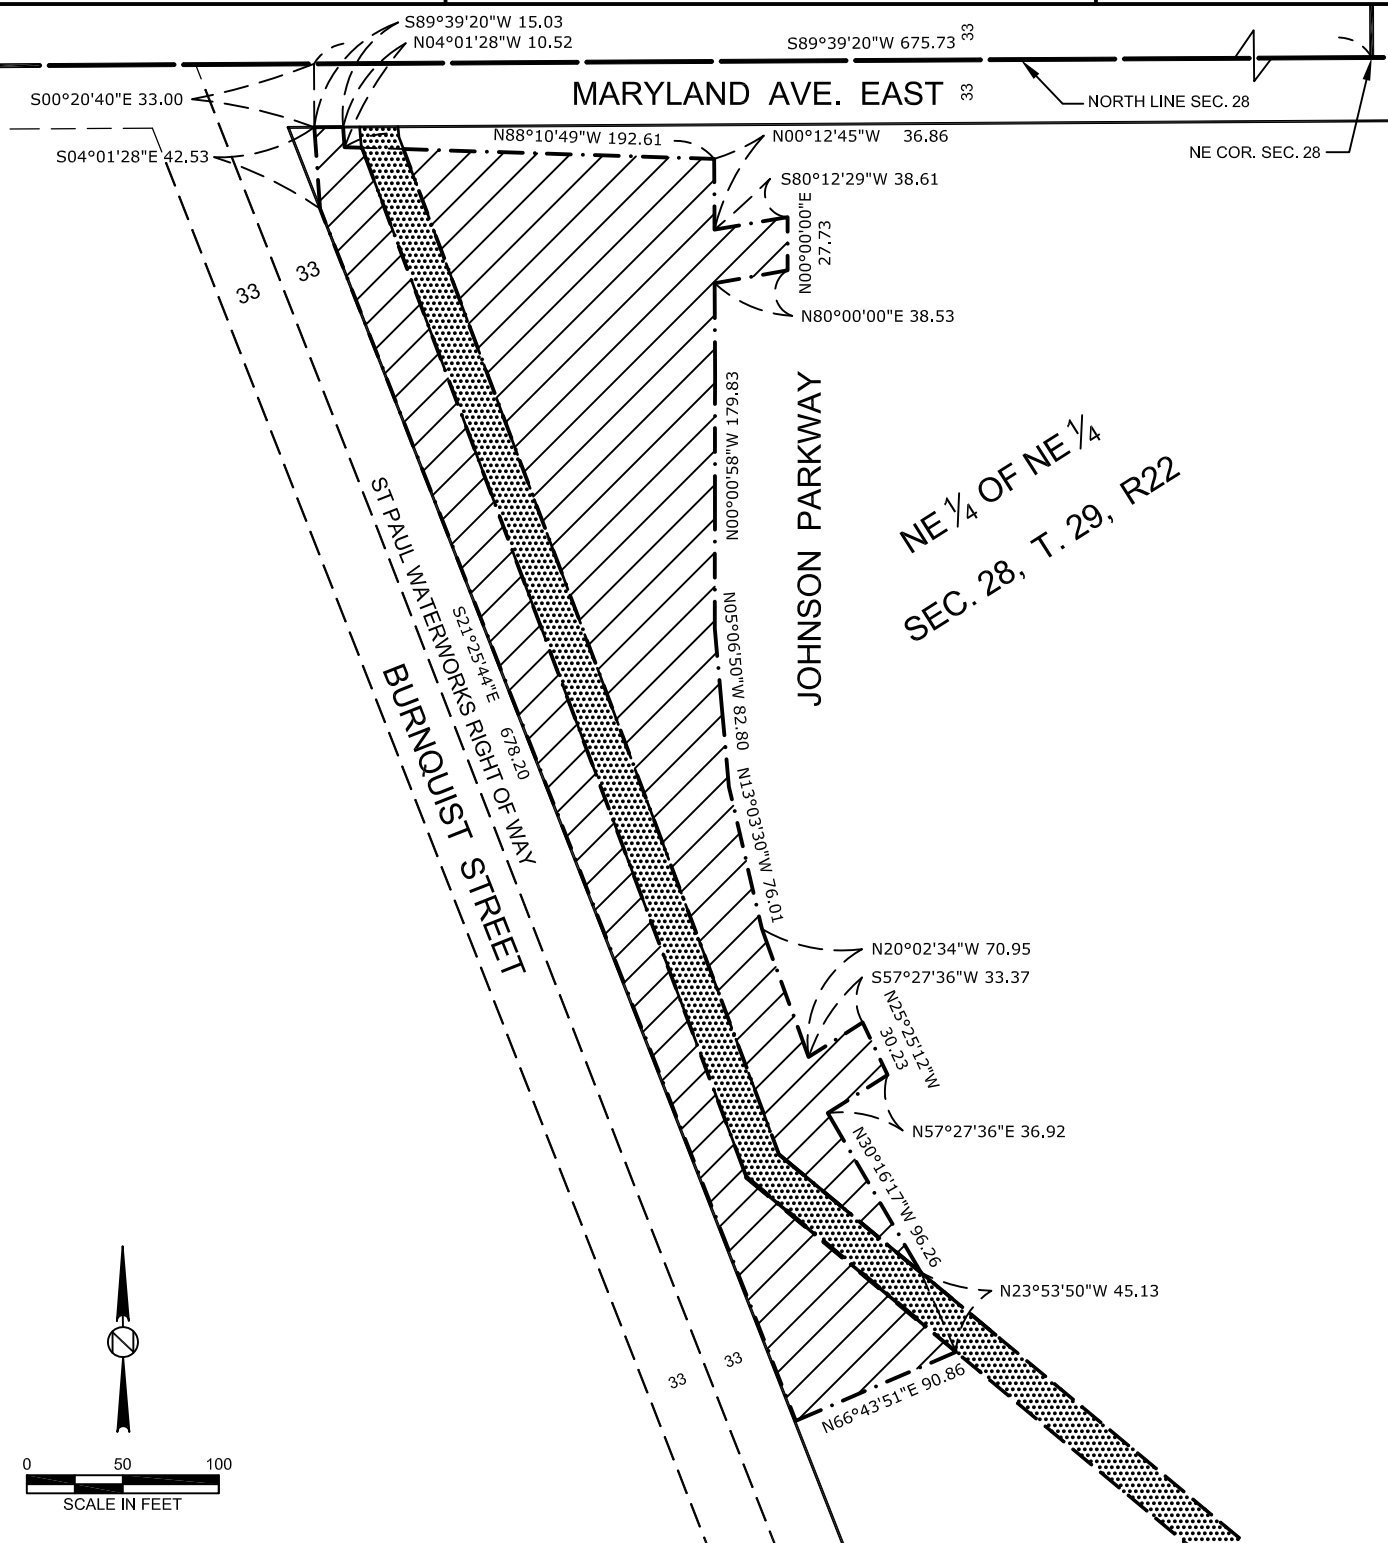 S89°39'20"W 15.03
N04°01'28"W 10.52
S89°39'20"W 675.73
33
33
MARYLAND AVE. EAST
NORTH LINE SEC. 28
NE COR. SEC. 28
S00°20'40"E 33.00
S04°01'28"E 42.53
N88°10'49"W 192.61
N00°12'45"W 36.86
S80°12'29"W 38.61
N00°00'00"E
27.73
N80°00'00"E 38.53
33
33
N00°00'58"W 179.83
JOHNSON PARKWAY
NE ¼ OF NE ¼
SEC. 28, T. 29, R22
ST PAUL WATERWORKS RIGHT OF WAY
S21°25'44"E 678.20
BURNQUIST STREET
N05°06'50"W 82.80
N13°03'30"W 76.01
N20°02'34"W 70.95
S57°27'36"W 33.37
N25°25'12"W
30.23
N57°27'36"E 36.92
N30°16'17"W 96.26
N23°53'50"W 45.13
N66°43'51"E 90.86
33
33
N
0 50 100
SCALE IN FEET